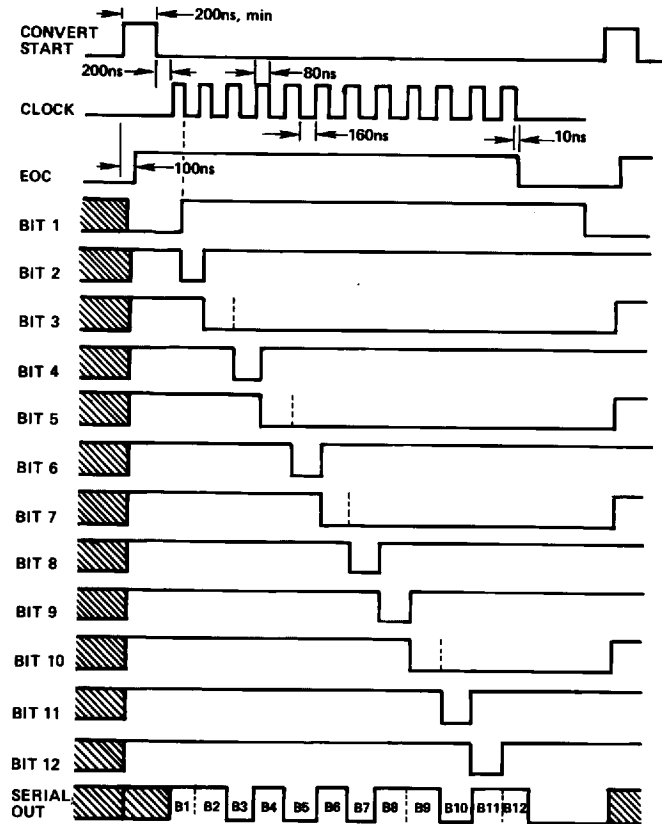 200ns, min
CONVERT
START
200ns
80ns
CLOCK
160ns
10ns
EOC
100ns
BIT 1
BIT 2
BIT 3
BIT 4
BIT 5
BIT 6
BIT 7
BIT 8
BIT 9
BIT 10
BIT 11
BIT 12
SERIAL
OUT
B1 B2 B3 B4 B5 B6 B7 B8 B9 B10 B11 B12